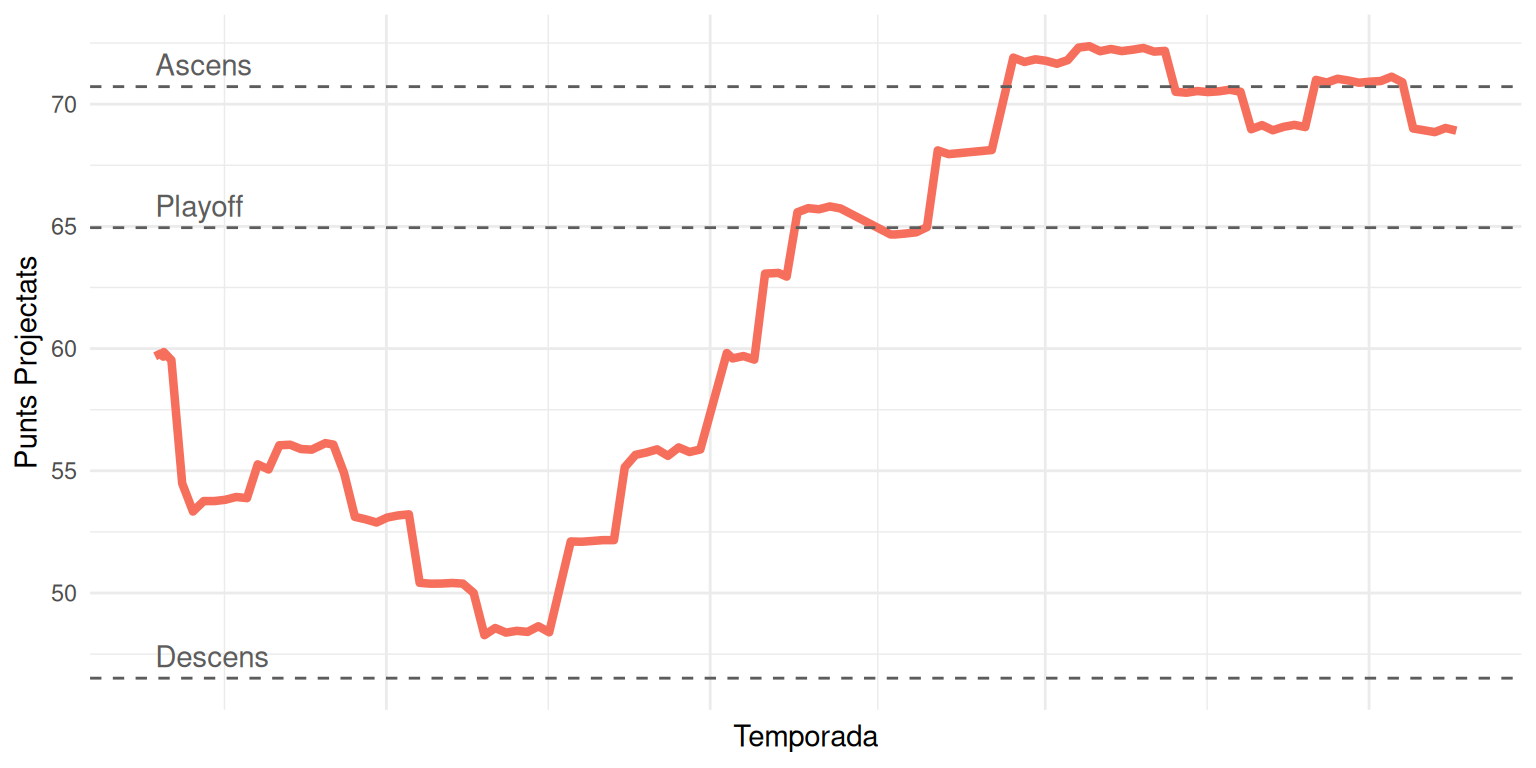 Ascens
70
Playoff
65
Punts Projectats
60
55
50
Descens
Temporada